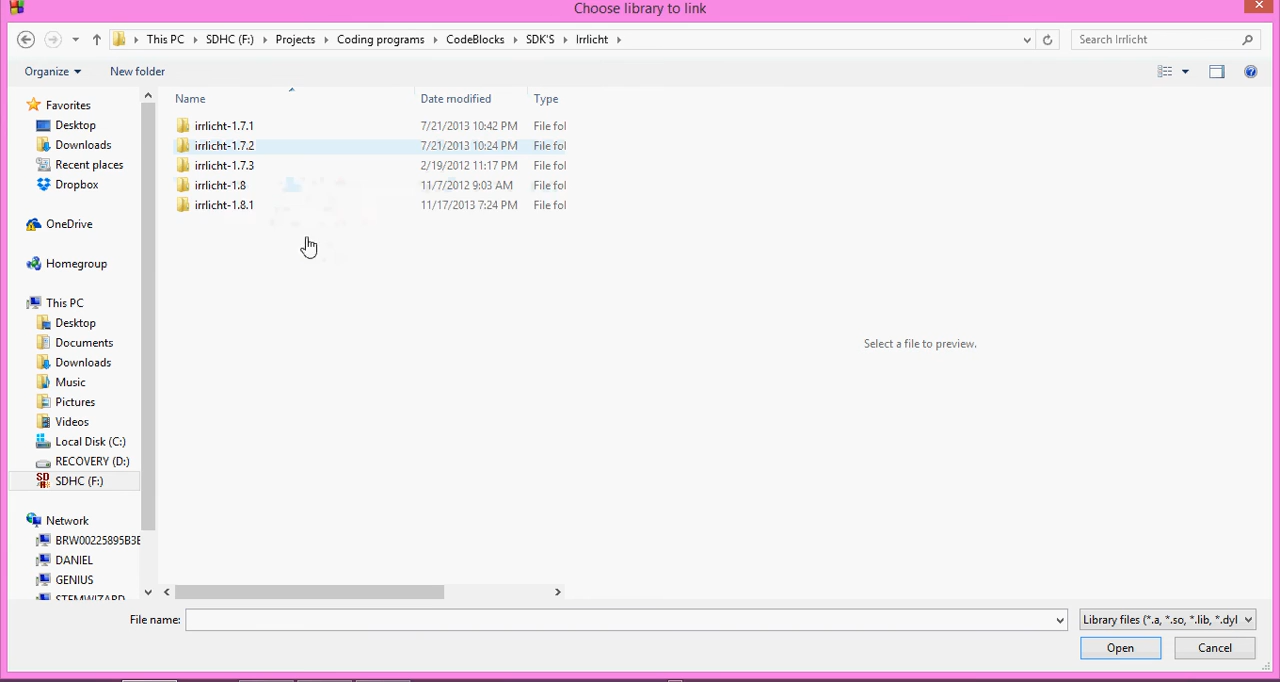 Choose library to link
This PC SDHC (F:) Projects Coding programs CodeBlocks SDK'S Irrlicht
Search Irrlicht
Organize New folder
Favorites
Desktop
Downloads
Recent places
Dropbox
OneDrive
Homegroup
This PC
Desktop
Documents
Downloads
Music
Pictures
Videos
Local Disk (C:)
RECOVERY (D:)
SDHC (F:)
Network
BRW00225895B3E
DANIEL
GENIUS
STEMWIZARD
Name Date modified Type
irrlicht-1.7.1 7/21/2013 10:42 PM File fol
irrlicht-1.7.2 7/21/2013 10:24 PM File fol
irrlicht-1.7.3 2/19/2012 11:17 PM File fol
irrlicht-1.8 11/7/2012 9:03 AM File fol
irrlicht-1.8.1 11/17/2013 7:24 PM File fol
Select a file to preview.
File name:
Library files (*.a, *.so, *.lib, *.dyl
Open Cancel